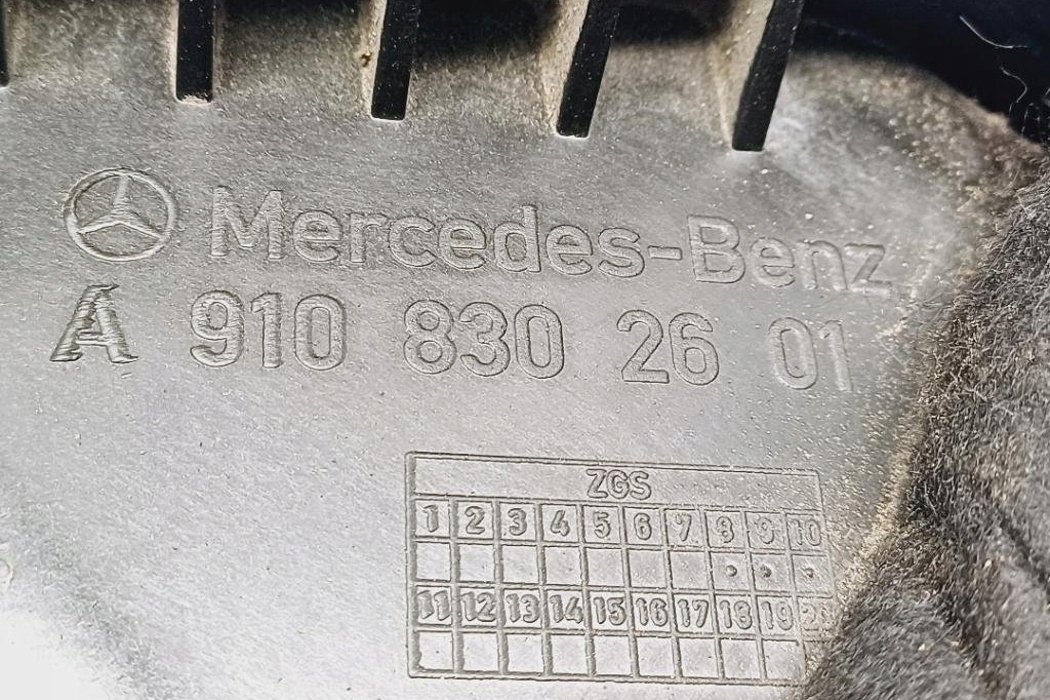 Mercedes-Benz
A 910 830 26 01
ZGS
1 2 3 4 5 6 7 8 9 10
11 12 13 14 15 16 17 18 19